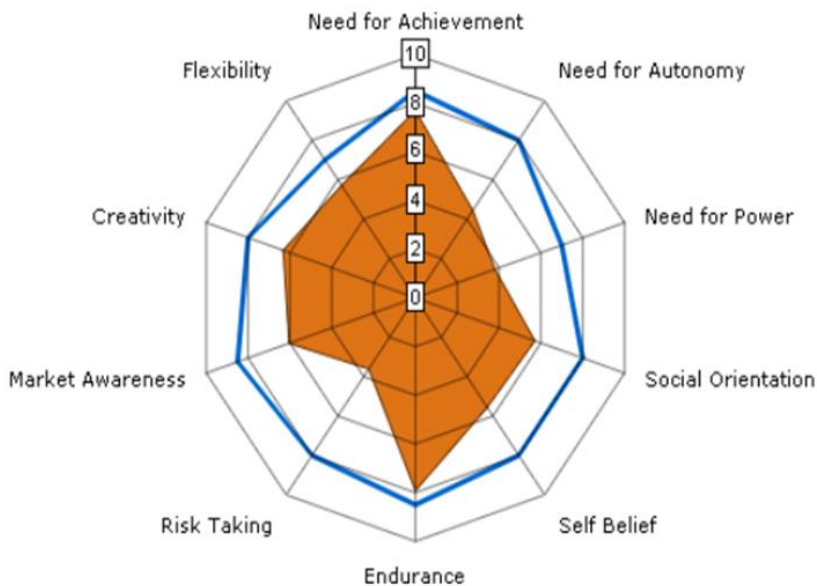 Need for Achievement
Flexibility
10
Need for Autonomy
8
6
Creativity
4
Need for Power
2
0
Market Awareness
Social Orientation
Risk Taking
Self Belief
Endurance